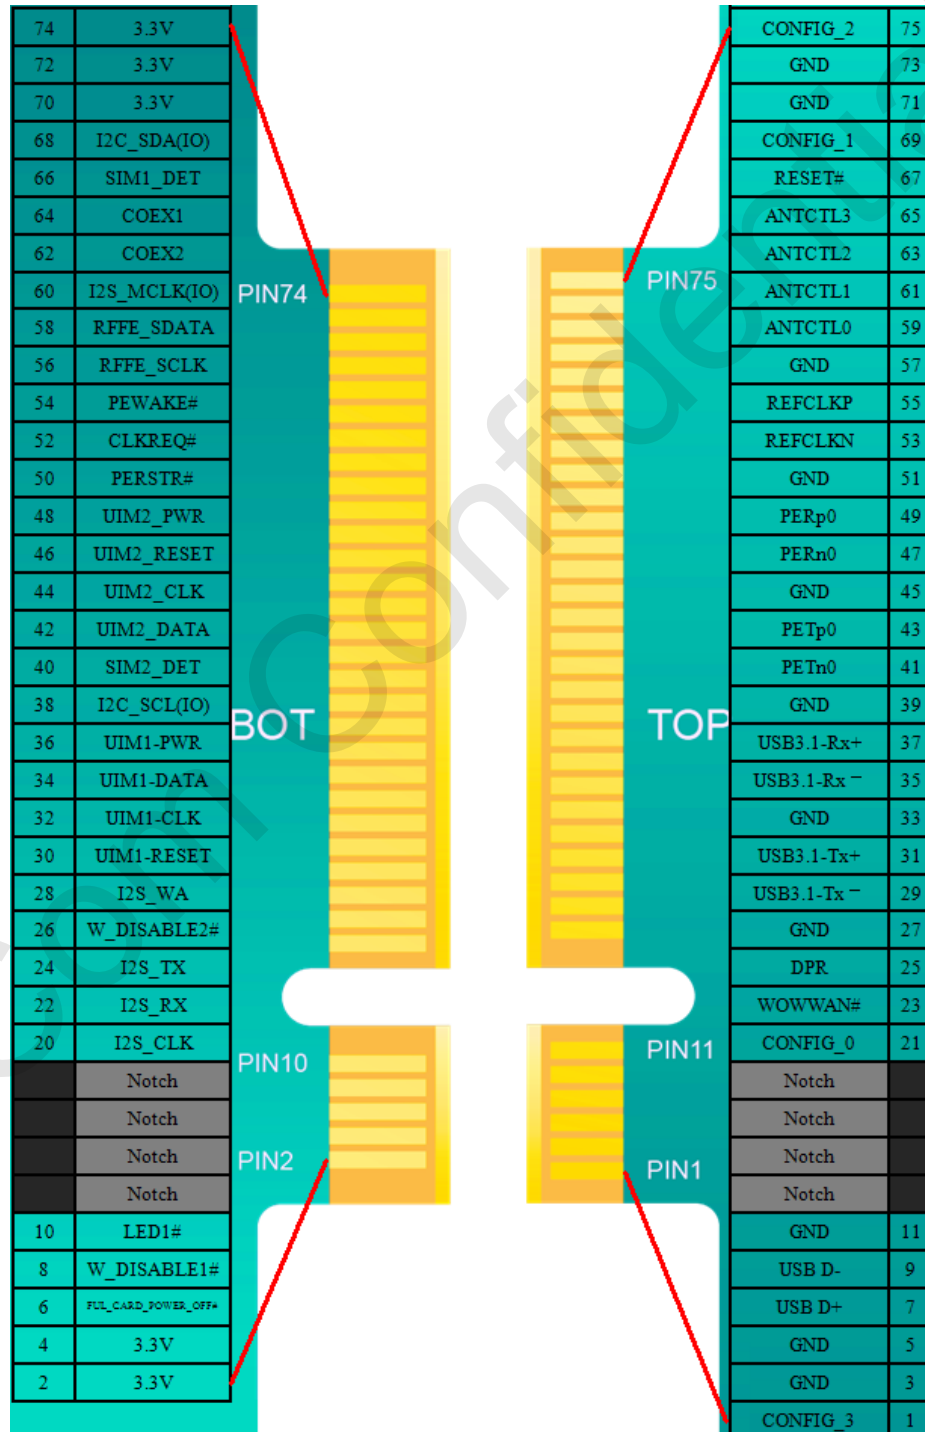 74 3.3V
72 3.3V
70 3.3V
68 I2C_SDA(IO)
66 SIM1_DET
64 COEX1
62 COEX2
60 I2S_MCLK(IO)
58 RFFE_SDATA
56 RFFE_SCLK
54 PEWAKE#
52 CLKREQ#
50 PERSTR#
48 UIM2_PWR
46 UIM2_RESET
44 UIM2_CLK
42 UIM2_DATA
40 SIM2_DET
38 I2C_SCL(IO)
36 UIM1-PWR
34 UIM1-DATA
32 UIM1-CLK
30 UIM1-RESET
28 I2S_WA
26 W_DISABLE2#
24 I2S_TX
22 I2S_RX
20 I2S_CLK
Notch
Notch
Notch
Notch
10 LED1#
8 W_DISABLE1#
6 FUL_CARD_POWER_OFF#
4 3.3V
2 3.3V
PIN74
BOT
PIN10
PIN2
PIN75
TOP
PIN11
PIN1
CONFIG_2 75
GND 73
GND 71
CONFIG_1 69
RESET# 67
ANTCTL3 65
ANTCTL2 63
ANTCTL1 61
ANTCTL0 59
GND 57
REFCLKP 55
REFCLKN 53
GND 51
PERp0 49
PERn0 47
GND 45
PETp0 43
PETn0 41
GND 39
USB3.1-Rx+ 37
USB3.1-Rx− 35
GND 33
USB3.1-Tx+ 31
USB3.1-Tx− 29
GND 27
DPR 25
WOWWAN# 23
CONFIG_0 21
Notch
Notch
Notch
Notch
GND 11
USB D- 9
USB D+ 7
GND 5
GND 3
CONFIG_3 1
Com Confidential